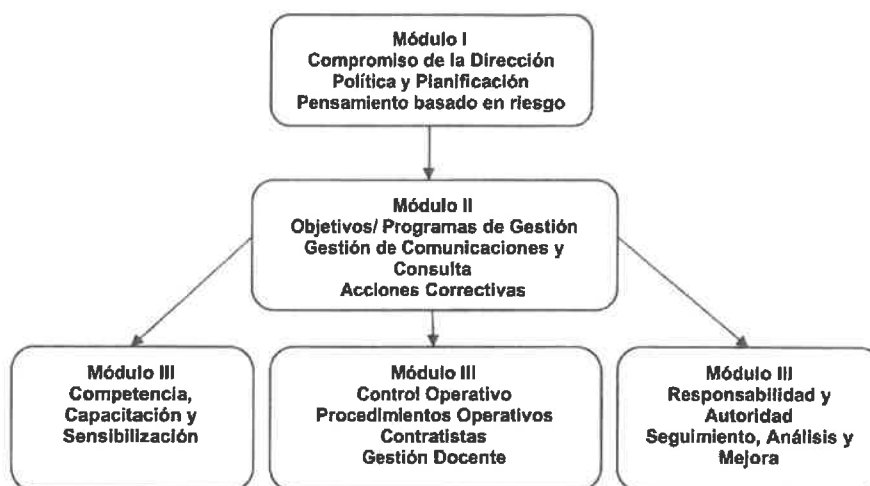 Módulo I
Compromiso de la Dirección
Política y Planificación
Pensamiento basado en riesgo
Módulo II
Objetivos/ Programas de Gestión
Gestión de Comunicaciones y
Consulta
Acciones Correctivas
Módulo III
Competencia,
Capacitación y
Sensibilización
Módulo III
Control Operativo
Procedimientos Operativos
Contratistas
Gestión Docente
Módulo III
Responsabilidad y
Autoridad
Seguimiento, Análisis y
Mejora